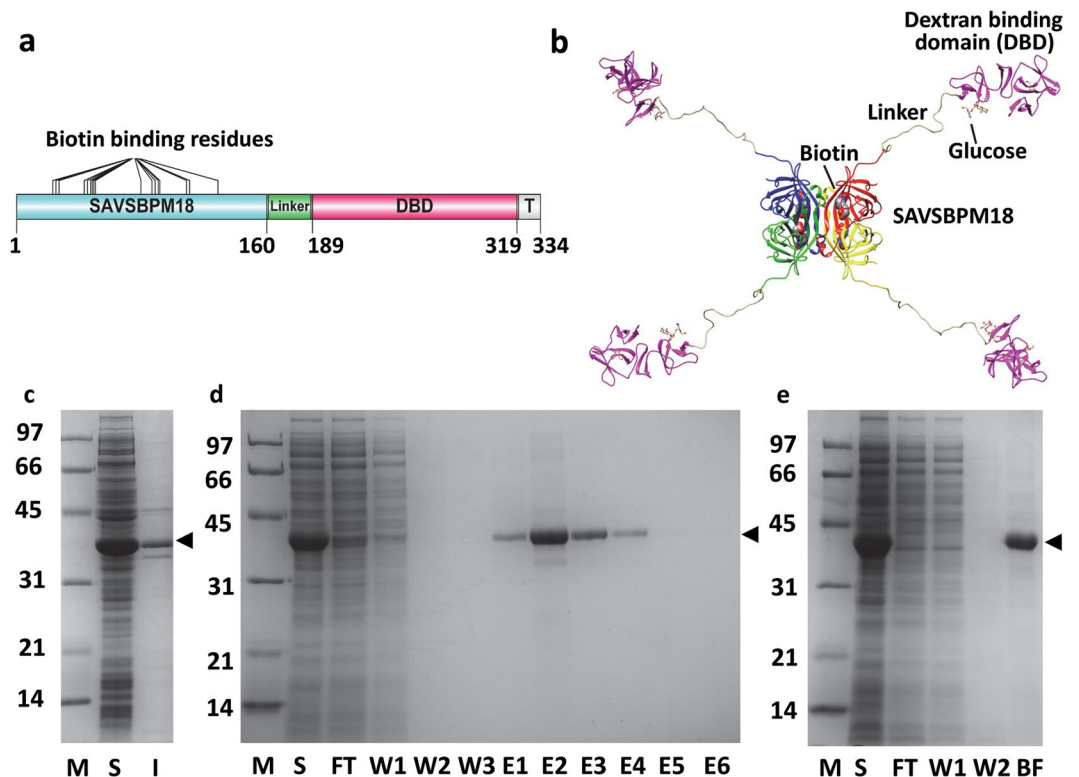 a
Biotin binding residues
SAVSBPM18 Linker DBD T
1 160 189 319 334
b
Dextran binding
domain (DBD)
Linker
Glucose
Biotin
SAVSBPM18
c
97
66
45
31
21
14
M S I
d
97
66
45
31
21
14
M S FT W1 W2 W3 E1 E2 E3 E4 E5 E6
e
97
66
45
31
21
14
M S FT W1 W2 BF